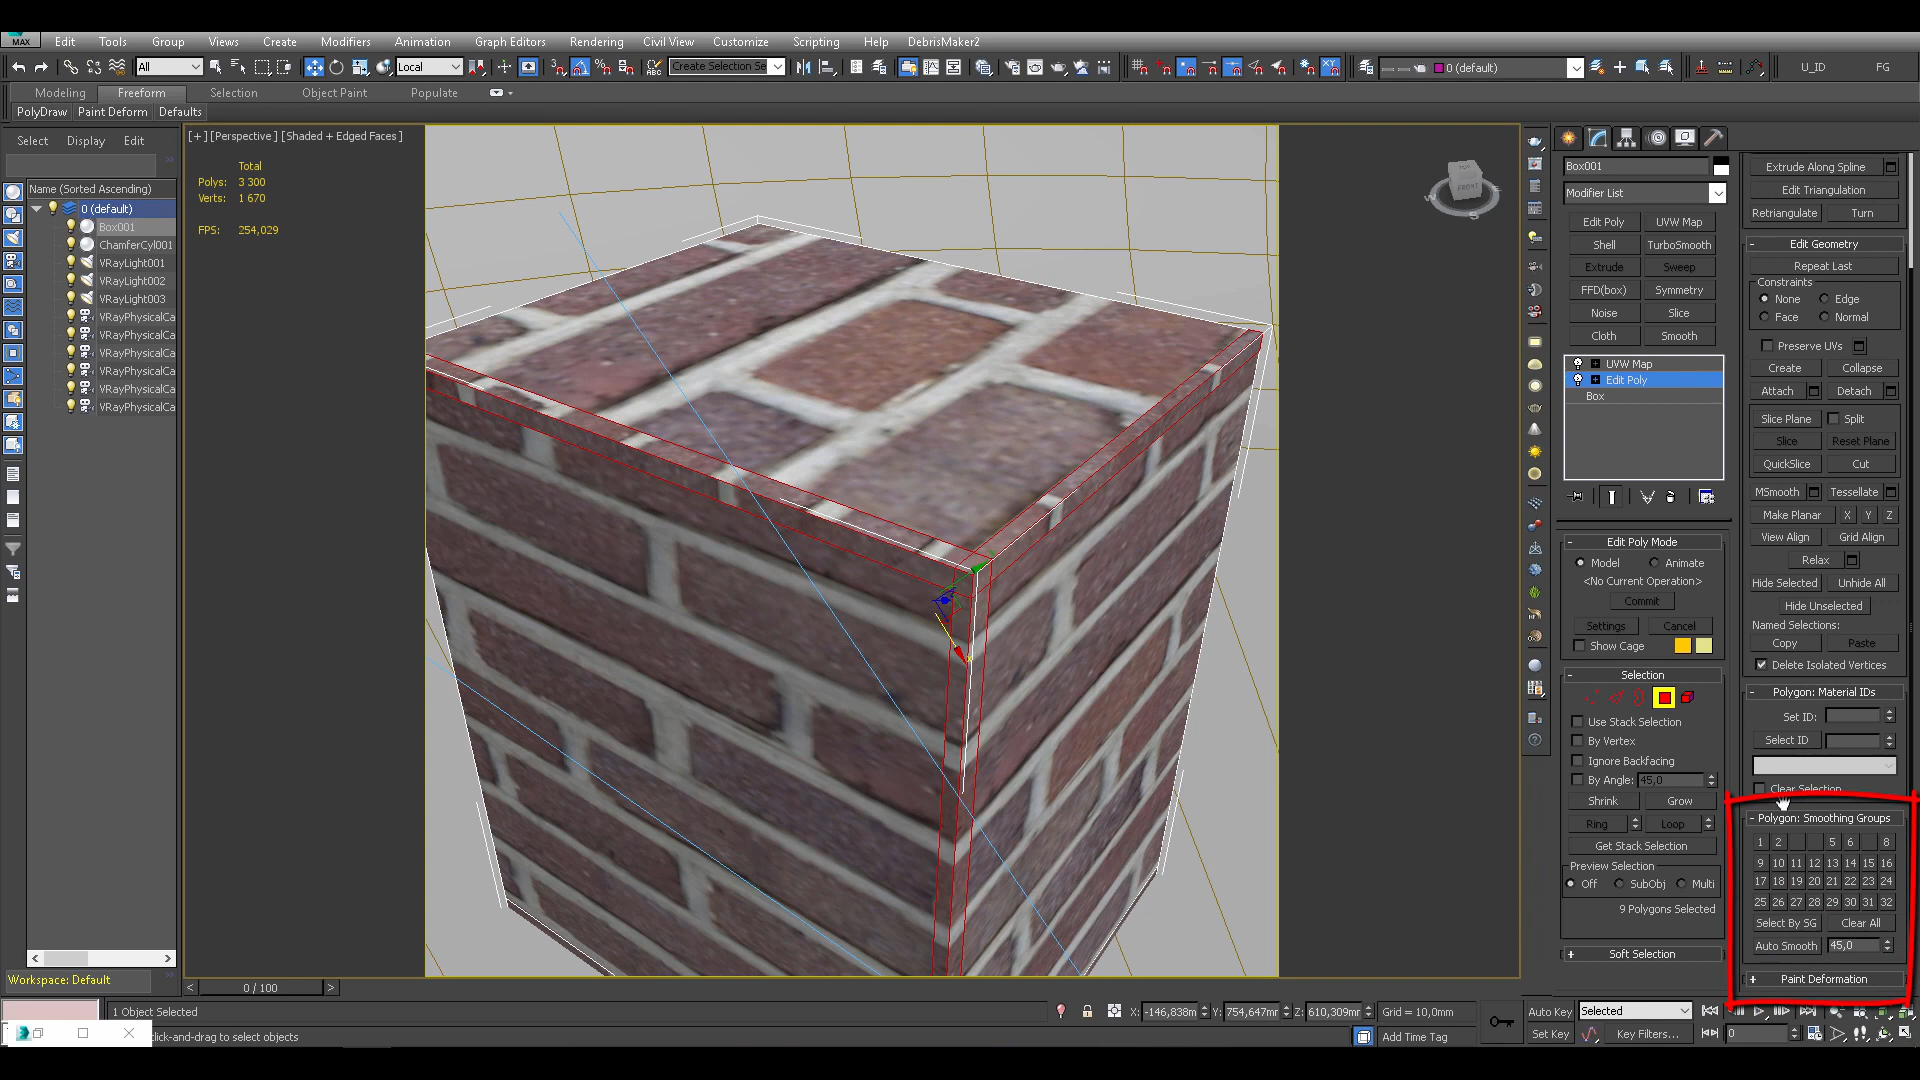 MAX Edit Tools Group Views Create Modifiers Animation Graph Editors Rendering Civil View Customize Scripting Help DebrisMaker2
All Local Create Selection Se 0 (default) U_ID FG
Modeling Freeform Selection Object Paint Populate
PolyDraw Paint Deform Defaults
Select Display Edit
Name (Sorted Ascending)
0 (default)
Box001
ChamferCyl001
VRayLight001
VRayLight002
VRayLight003
VRayPhysicalCa
VRayPhysicalCa
VRayPhysicalCa
VRayPhysicalCa
VRayPhysicalCa
VRayPhysicalCa
Workspace: Default
[+] [Perspective] [Shaded + Edged Faces]
Total
Polys: 3 300
Verts: 1 670
FPS: 254,029
FRONT
W
S
Box001
Modifier List
Edit Poly UVW Map
Shell TurboSmooth
Extrude Sweep
FFD(box) Symmetry
Noise Slice
Cloth Smooth
UVW Map
Edit Poly
Box
- Edit Poly Mode
Model Animate
<No Current Operation>
Commit
Settings Cancel
Show Cage
- Selection
Use Stack Selection
By Vertex
Ignore Backfacing
By Angle: 45,0
Shrink Grow
Ring Loop
Get Stack Selection
Preview Selection
Off SubObj Multi
9 Polygons Selected
+ Soft Selection
Extrude Along Spline
Edit Triangulation
Retriangulate Turn
- Edit Geometry
Repeat Last
Constraints
None Edge
Face Normal
Preserve UVs
Create Collapse
Attach Detach
Slice Plane Split
Slice Reset Plane
QuickSlice Cut
MSmooth Tessellate
Make Planar X Y Z
View Align Grid Align
Relax
Hide Selected Unhide All
Hide Unselected
Named Selections:
Copy Paste
Delete Isolated Vertices
- Polygon: Material IDs
Set ID:
Select ID
Clear Selection
- Polygon: Smoothing Groups
1 2 5 6 8
9 10 11 12 13 14 15 16
17 18 19 20 21 22 23 24
25 26 27 28 29 30 31 32
Select By SG Clear All
Auto Smooth 45,0
+ Paint Deformation
< 0 / 100 >
1 Object Selected X: -146,838m Y: 754,647mr Z: 610,309mr Grid = 10,0mm Auto Key Selected
click-and-drag to select objects Add Time Tag Set Key Key Filters... 0